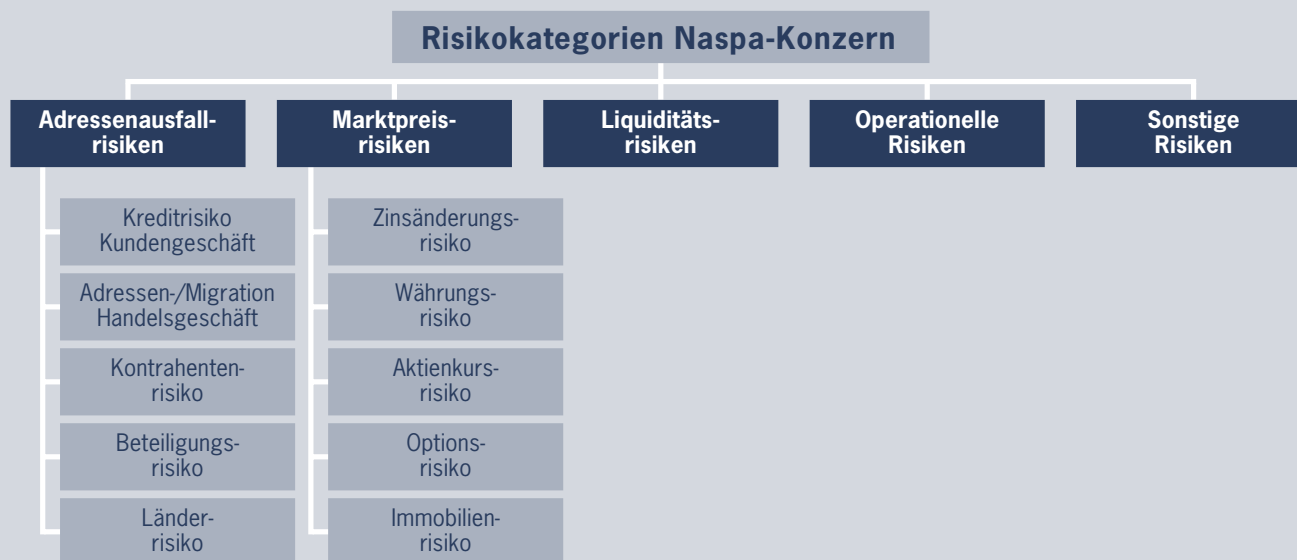 Risikokategorien Naspa-Konzern
Adressenausfall-
risiken
Marktpreis-
risiken
Liquiditäts-
risiken
Operationelle
Risiken
Sonstige
Risiken
Kreditrisiko
Kundengeschäft
Adressen-/Migration
Handelsgeschäft
Kontrahenten-
risiko
Beteiligungs-
risiko
Länder-
risiko
Zinsänderungs-
risiko
Währungs-
risiko
Aktienkurs-
risiko
Options-
risiko
Immobilien-
risiko